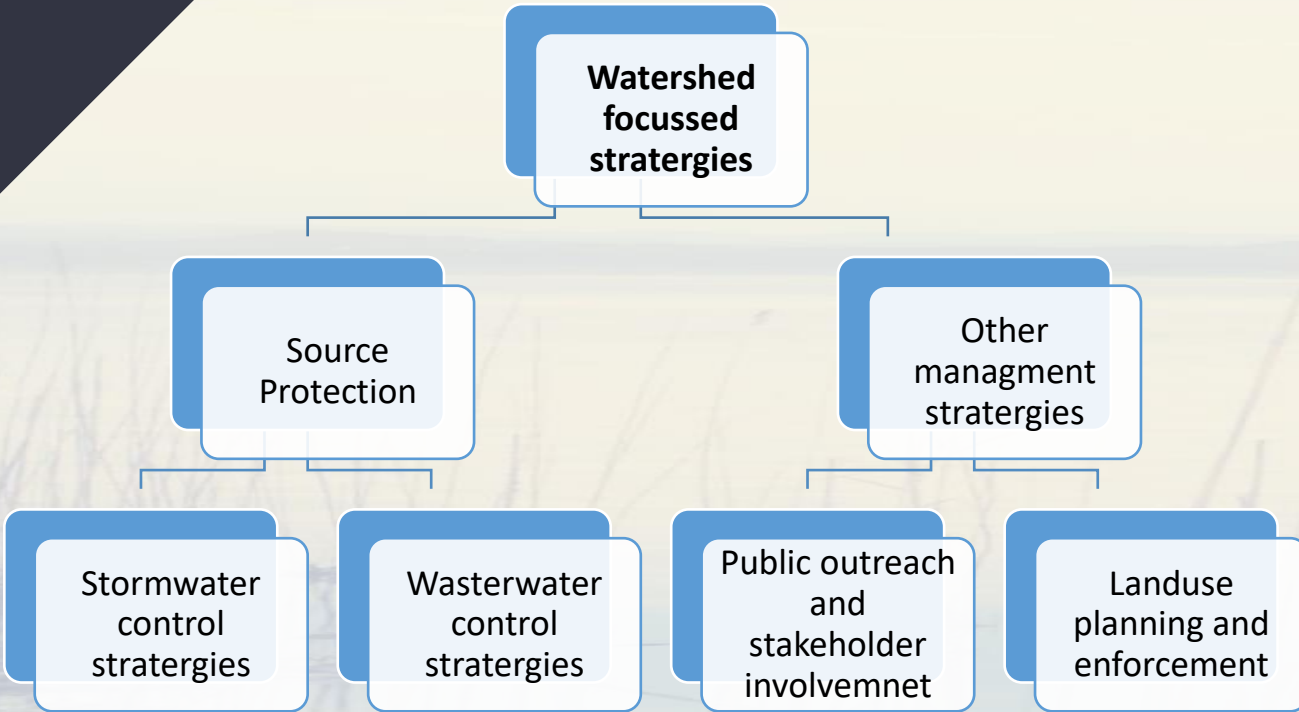 Watershed
focussed
stratergies
Source
Protection
Other
managment
stratergies
Stormwater
control
stratergies
Wasterwater
control
stratergies
Public outreach
and
stakeholder
involvemnet
Landuse
planning and
enforcement